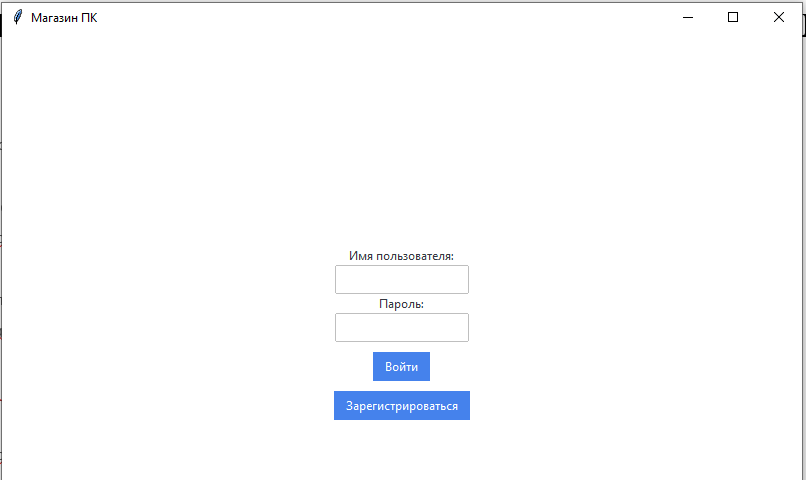 Магазин ПК
Имя пользователя:
Пароль:
Войти
Зарегистрироваться